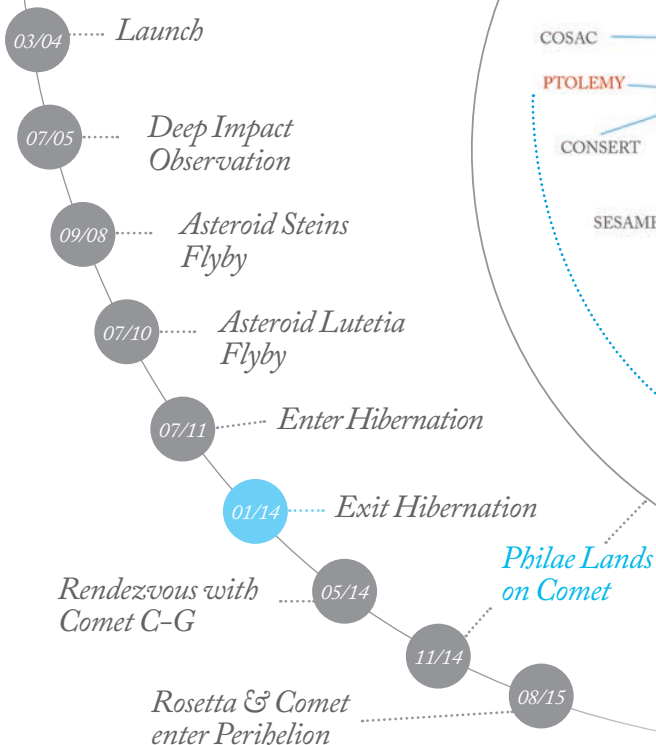 03/04 Launch
07/05 Deep Impact
Observation
09/08 Asteroid Steins
Flyby
07/10 Asteroid Lutetia
Flyby
07/11 Enter Hibernation
01/14 Exit Hibernation
05/14 Rendezvous with
Comet C-G
11/14 Philae Lands
on Comet
08/15 Rosetta & Comet
enter Perihelion
COSAC
PTOLEMY
CONSERT
SESAME